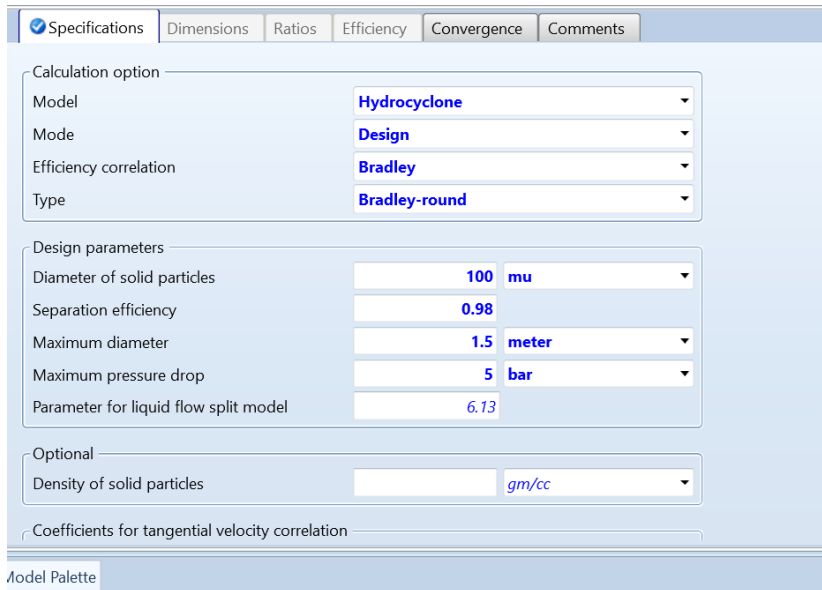 Specifications Dimensions Ratios Efficiency Convergence Comments
Calculation option
Model Hydrocyclone
Mode Design
Efficiency correlation Bradley
Type Bradley-round
Design parameters
Diameter of solid particles 100 mu
Separation efficiency 0.98
Maximum diameter 1.5 meter
Maximum pressure drop 5 bar
Parameter for liquid flow split model 6.13
Optional
Density of solid particles gm/cc
Coefficients for tangential velocity correlation
Model Palette